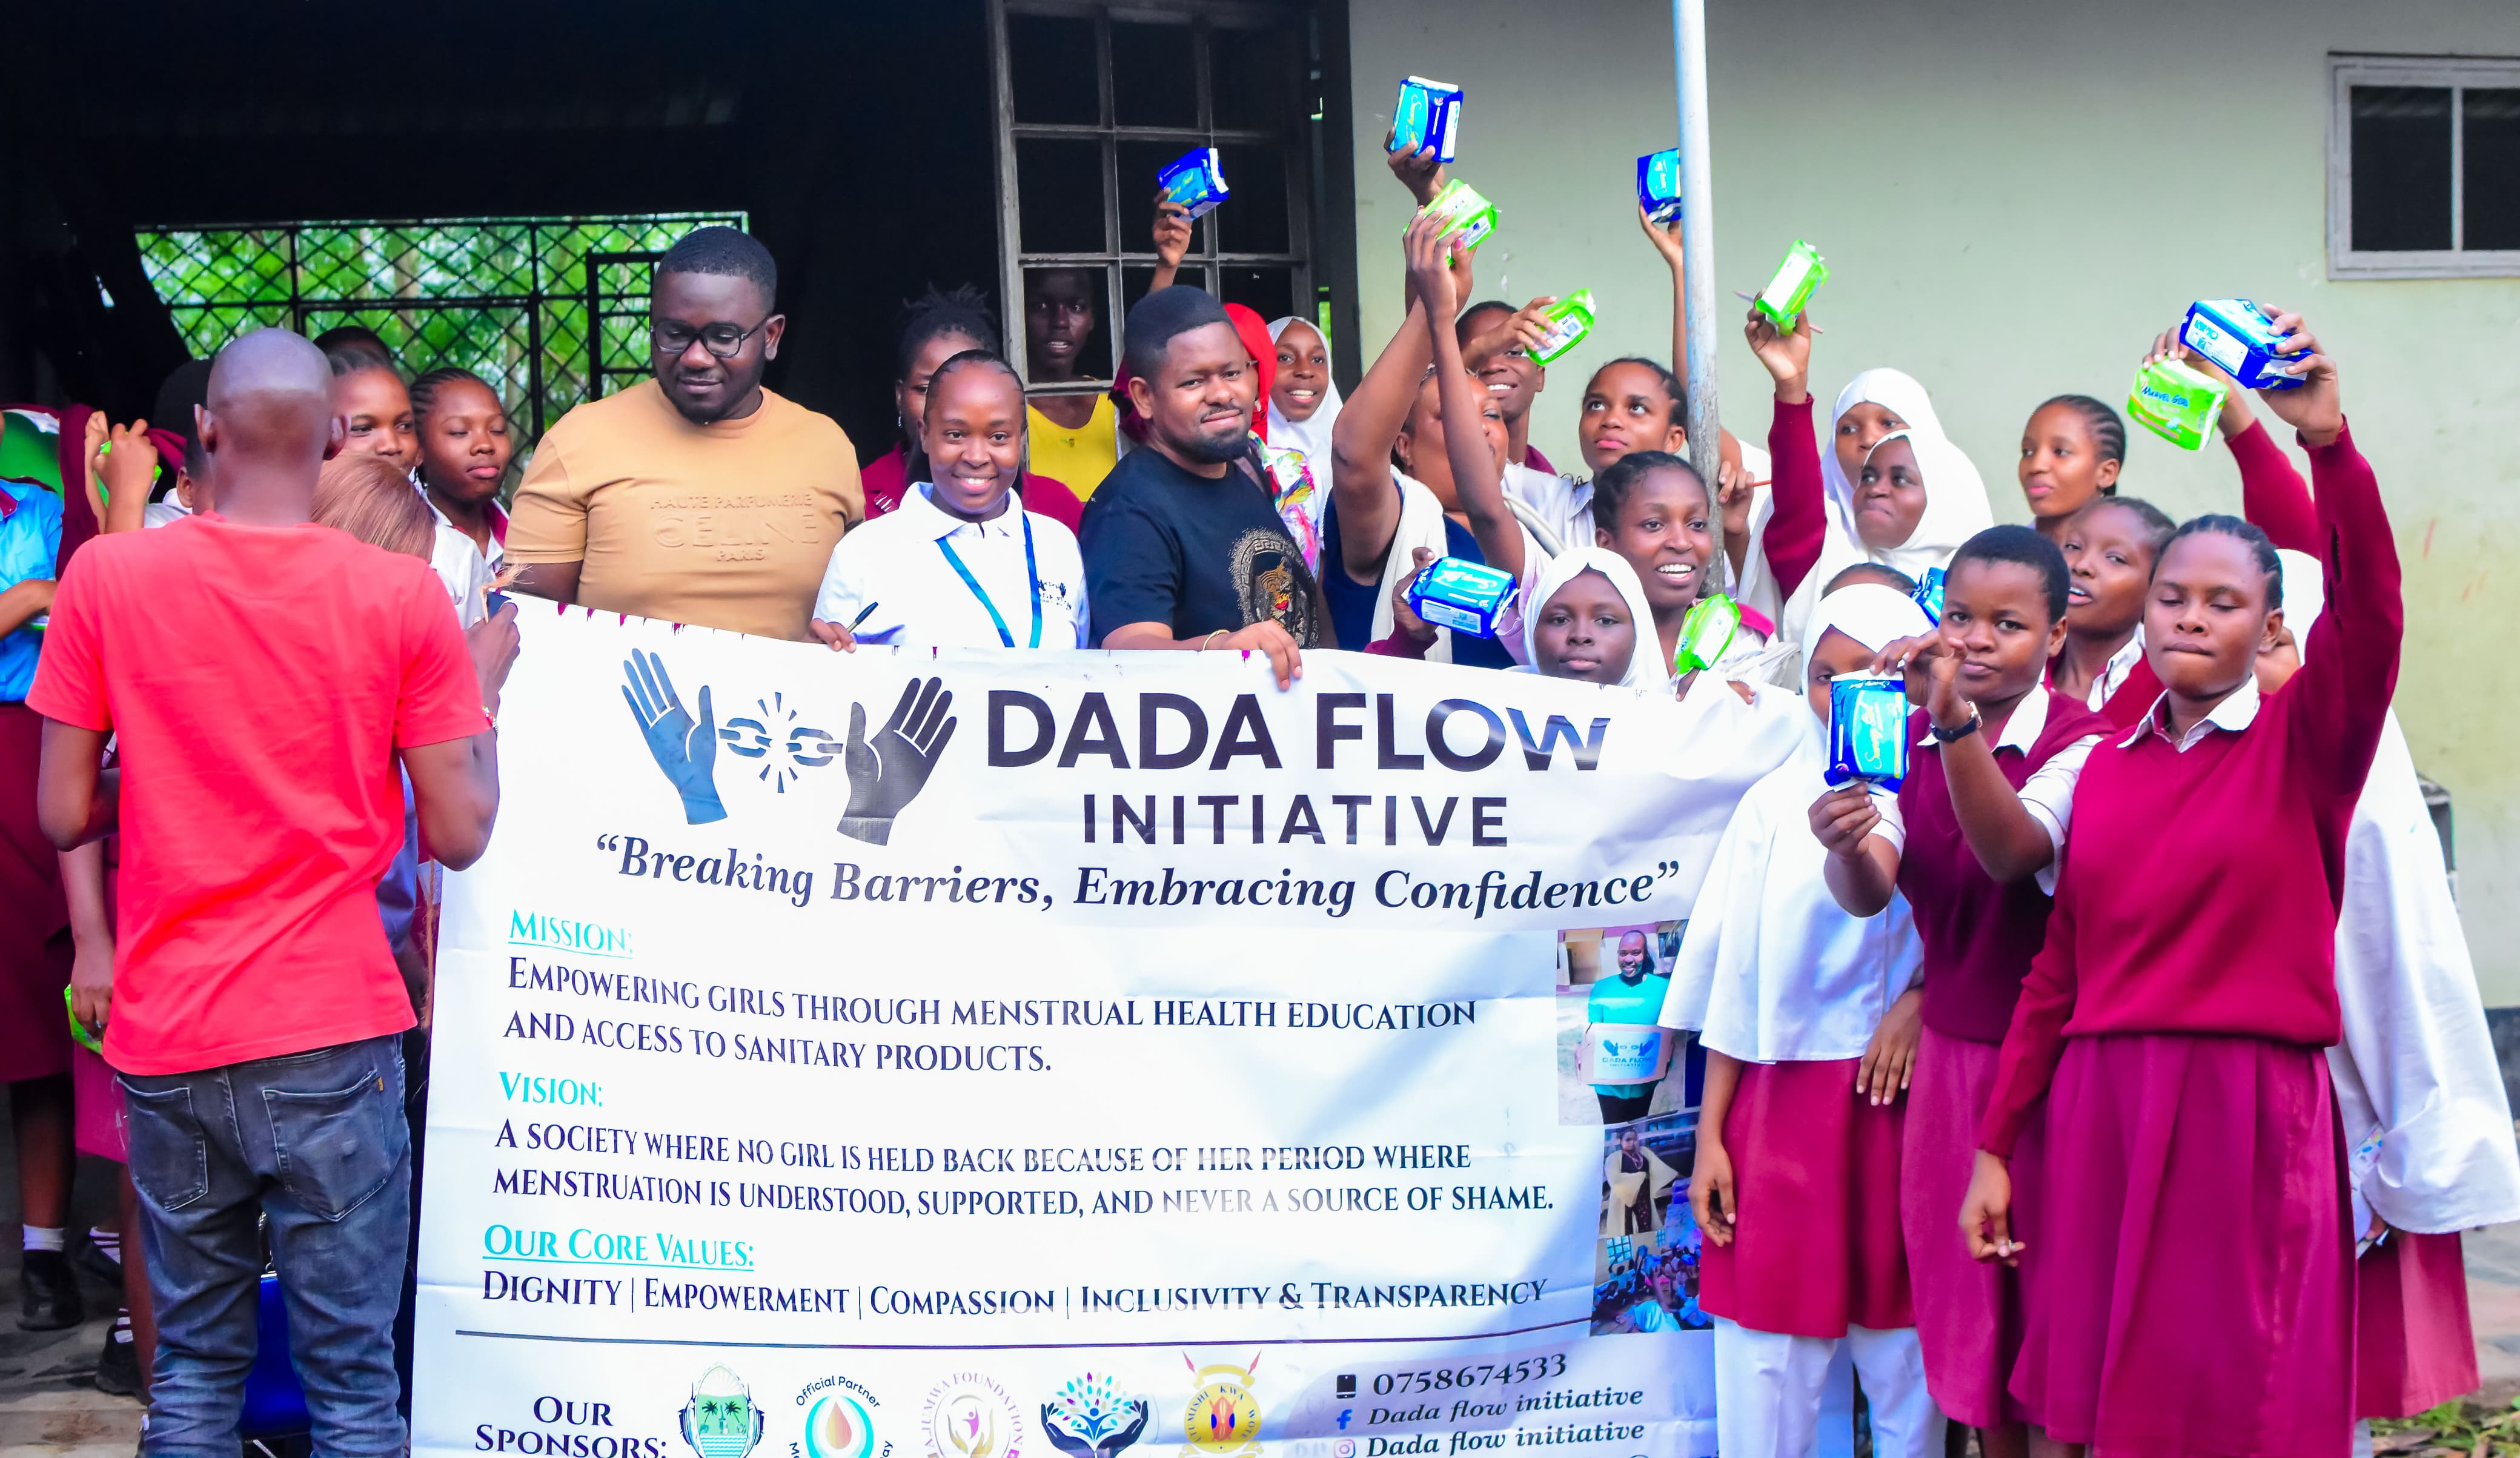 HAUTE PARFUMERIE
CELINE
PARIS
DADA FLOW
INITIATIVE
“Breaking Barriers, Embracing Confidence”
MISSION:
EMPOWERING GIRLS THROUGH MENSTRUAL HEALTH EDUCATION
AND ACCESS TO SANITARY PRODUCTS.
VISION:
A SOCIETY WHERE NO GIRL IS HELD BACK BECAUSE OF HER PERIOD WHERE
MENSTRUATION IS UNDERSTOOD, SUPPORTED, AND NEVER A SOURCE OF SHAME.
OUR CORE VALUES:
DIGNITY | EMPOWERMENT | COMPASSION | INCLUSIVITY & TRANSPARENCY
OUR
SPONSORS:
Official Partner
FOUNDATION
0758674533
Dada flow initiative
Dada flow initiative
DADA FLOW